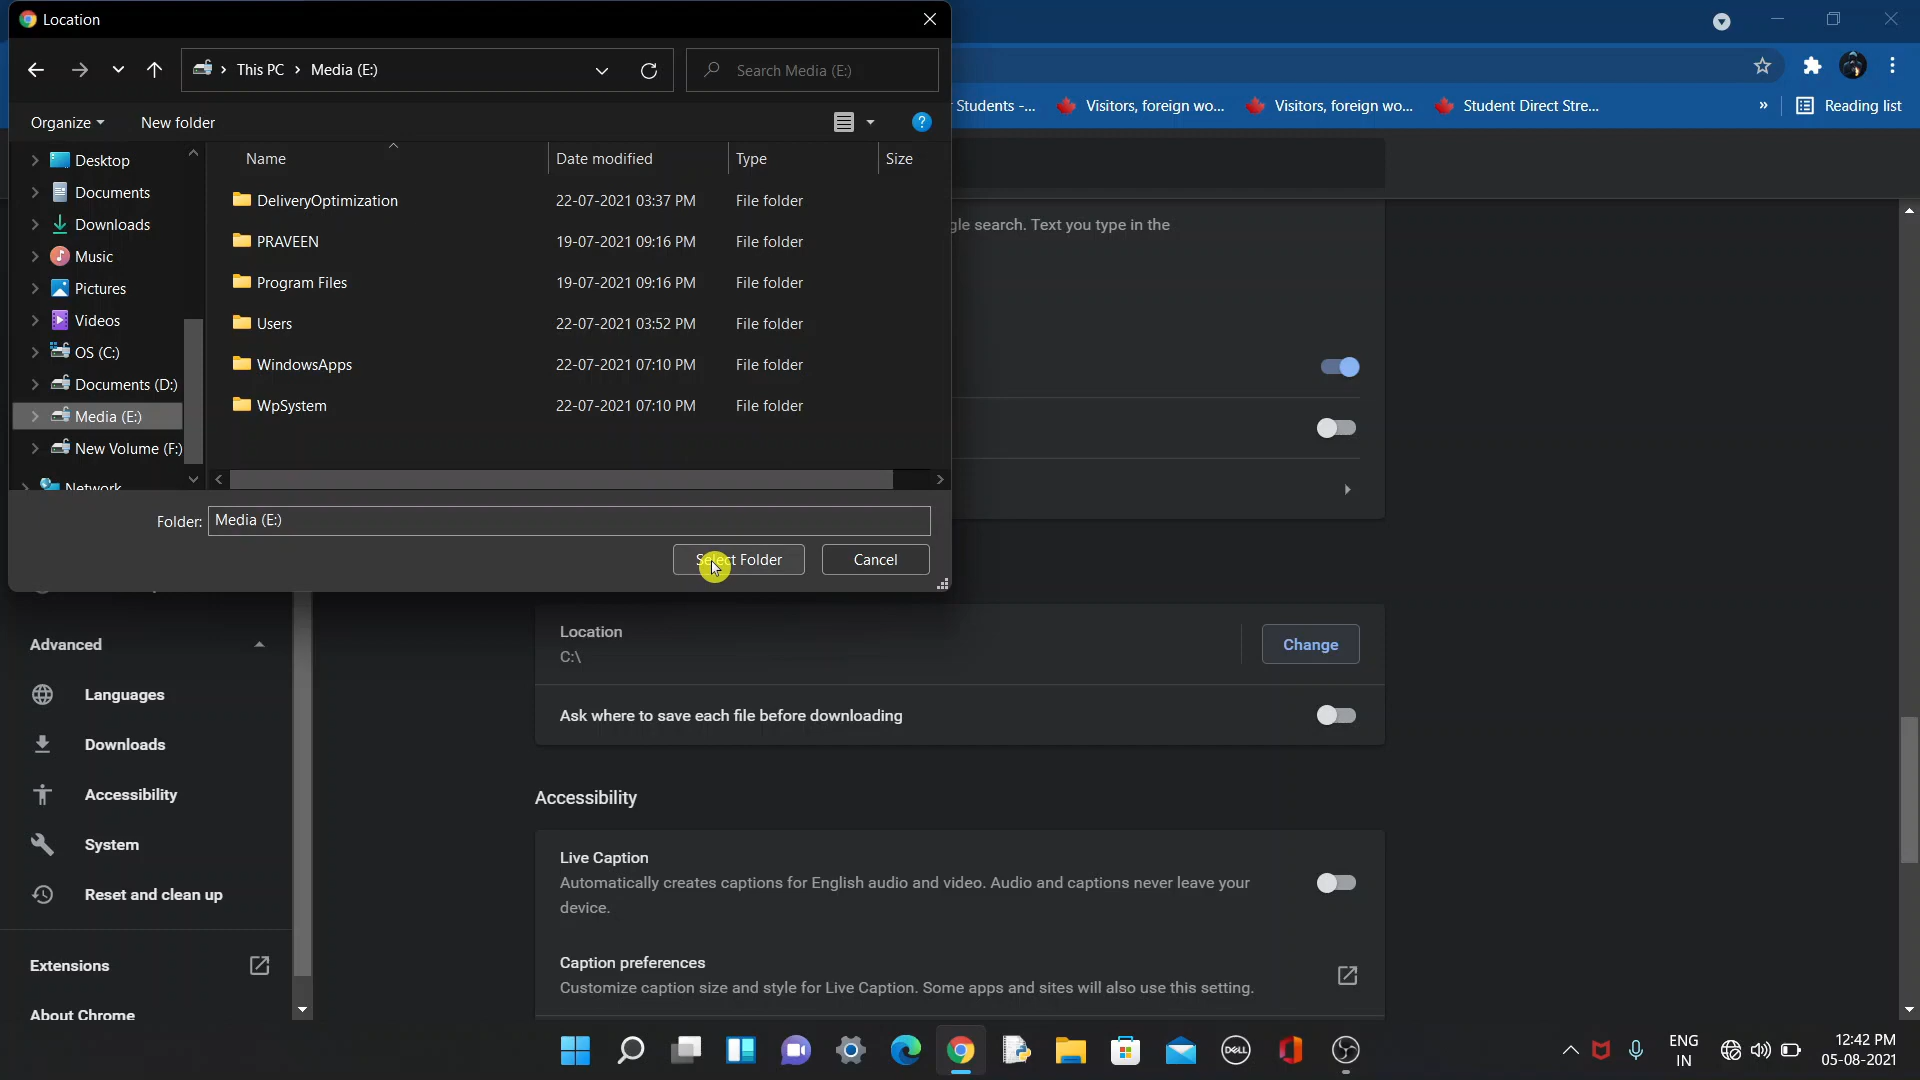 Location
This PC > Media (E:)
Search Media (E:)
Organize
New folder
Students -...
Visitors, foreign wo...
Visitors, foreign wo...
Student Direct Stre...
»
Reading list
Desktop
Documents
Downloads
Music
Pictures
Videos
OS (C:)
Documents (D:)
Media (E:)
New Volume (F:)
Network
Name
Date modified
Type
Size
DeliveryOptimization 22-07-2021 03:37 PM File folder
PRAVEEN 19-07-2021 09:16 PM File folder
Program Files 19-07-2021 09:16 PM File folder
Users 22-07-2021 03:52 PM File folder
WindowsApps 22-07-2021 07:10 PM File folder
WpSystem 22-07-2021 07:10 PM File folder
Folder: Media (E:)
Select Folder
Cancel
gle search. Text you type in the
Advanced
Languages
Downloads
Accessibility
System
Reset and clean up
Extensions
About Chrome
Location
C:\
Change
Ask where to save each file before downloading
Accessibility
Live Caption
Automatically creates captions for English audio and video. Audio and captions never leave your
device.
Caption preferences
Customize caption size and style for Live Caption. Some apps and sites will also use this setting.
DELL
ENG
IN
12:42 PM
05-08-2021